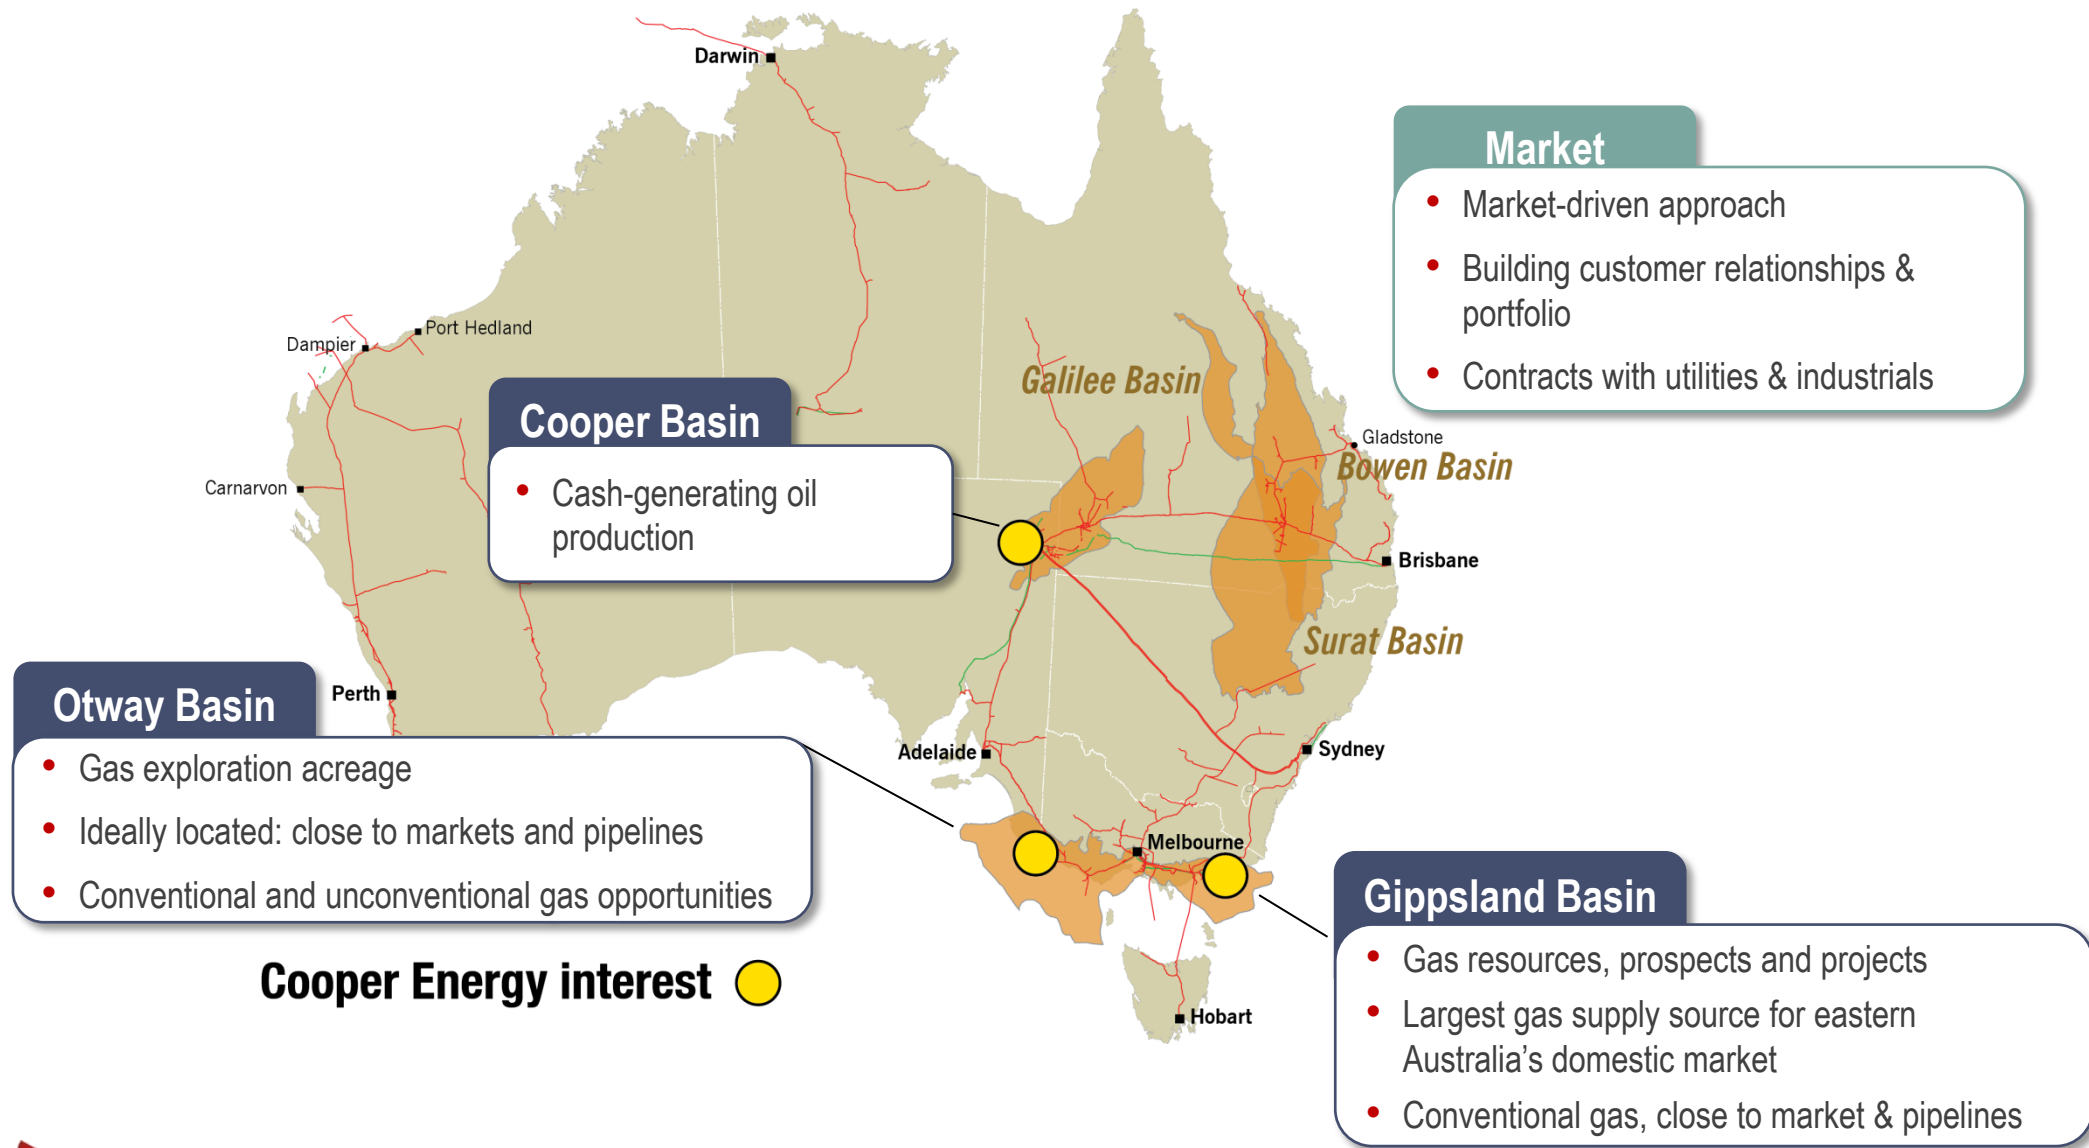 Darwin
Market
• Market-driven approach
• Building customer relationships &
portfolio
• Contracts with utilities & industrials
Port Hedland
Dampier
Galilee Basin
Cooper Basin
• Cash-generating oil
production
Gladstone
Bowen Basin
Carnarvon
Brisbane
Surat Basin
Perth
Otway Basin
• Gas exploration acreage
• Ideally located: close to markets and pipelines
• Conventional and unconventional gas opportunities
Adelaide
Sydney
Melbourne
Gippsland Basin
• Gas resources, prospects and projects
• Largest gas supply source for eastern
Australia's domestic market
• Conventional gas, close to market & pipelines
Cooper Energy interest
Hobart